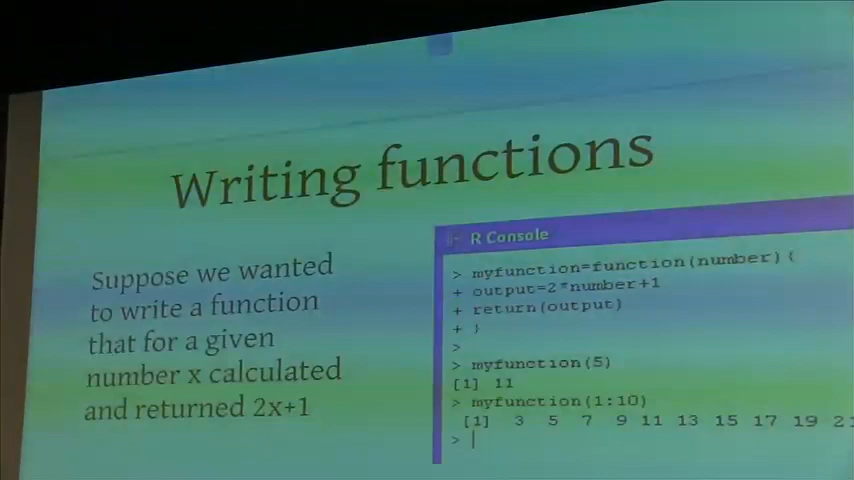 Writing functions
Suppose we wanted
to write a function
that for a given
number x calculated
and returned 2x+1
R Console
> myfunction=function(number){
+ output=2*number+1
+ return(output)
+ }
>
> myfunction(5)
[1] 11
> myfunction(1:10)
[1] 3 5 7 9 11 13 15 17 19 21
>